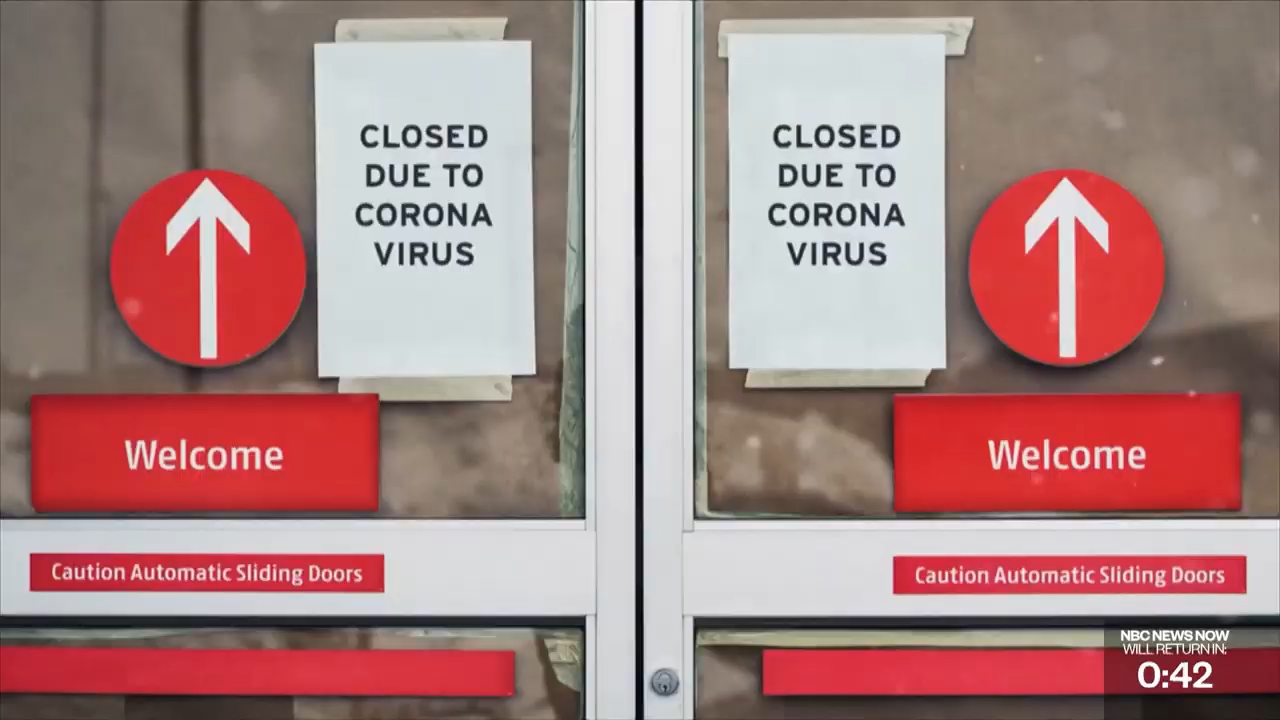 CLOSED
DUE TO
CORONA
VIRUS
CLOSED
DUE TO
CORONA
VIRUS
Welcome
Welcome
Caution Automatic Sliding Doors
Caution Automatic Sliding Doors
NBC NEWS NOW
WILL RETURN IN:
0:42